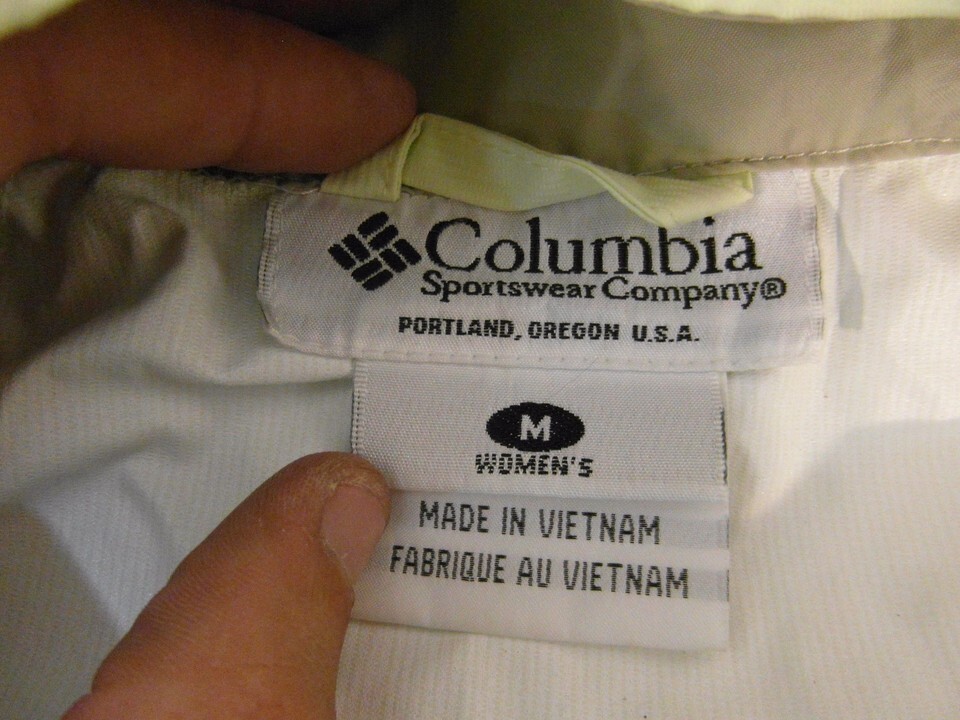 Columbia
Sportswear Company®
PORTLAND, OREGON U.S.A.
M
WOMEN'S
MADE IN VIETNAM
FABRIQUE AU VIETNAM